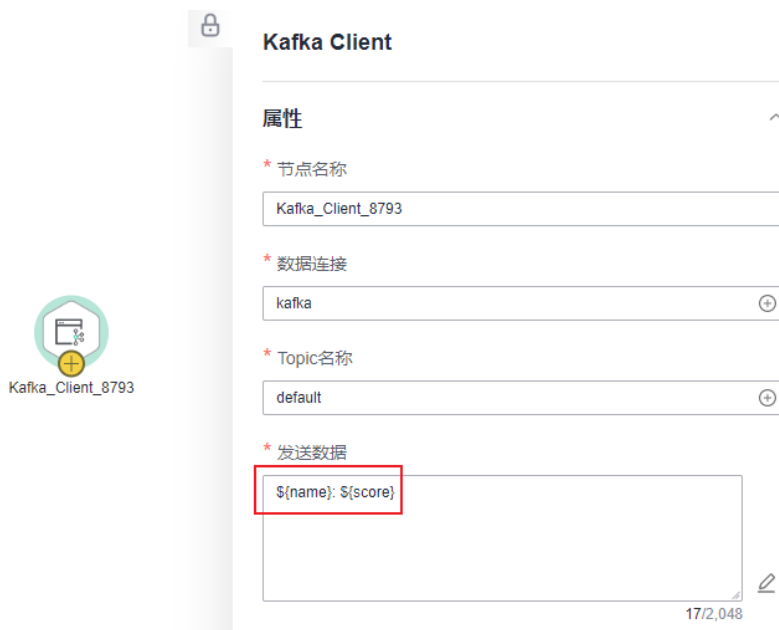 Kafka Client
属性
* 节点名称
Kafka_Client_8793
* 数据连接
kafka
* Topic名称
default
* 发送数据
${name}: ${score}
17/2,048
Kafka_Client_8793